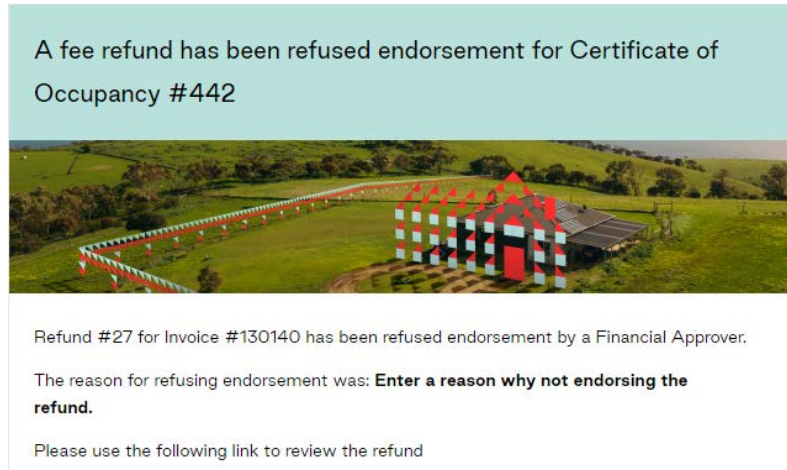 A fee refund has been refused endorsement for Certificate of
Occupancy #442
Refund #27 for Invoice #130140 has been refused endorsement by a Financial Approver.
The reason for refusing endorsement was: Enter a reason why not endorsing the
refund.
Please use the following link to review the refund